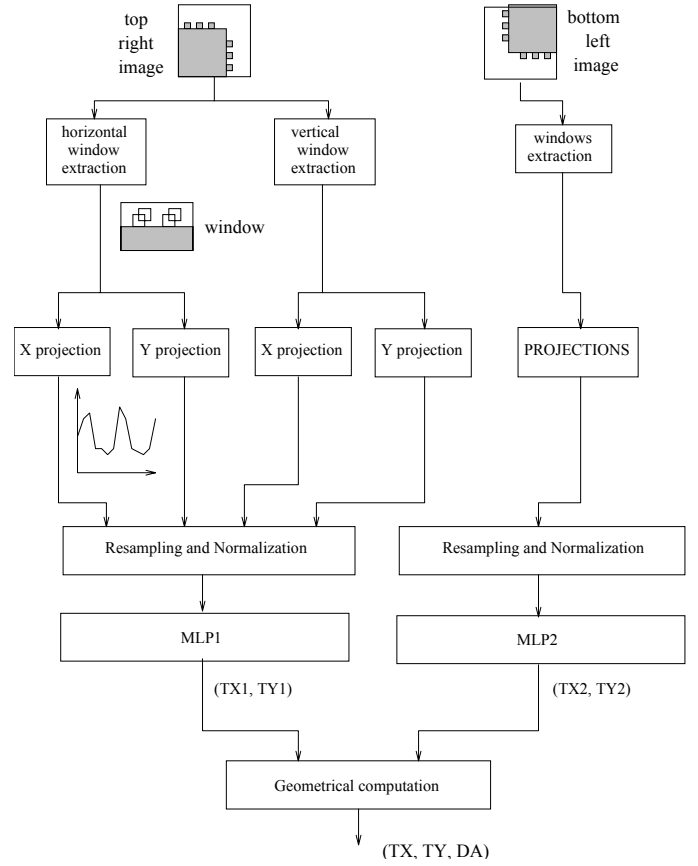 top
right
image
bottom
left
image
horizontal
window
extraction
vertical
window
extraction
windows
extraction
window
X projection
Y projection
X projection
Y projection
PROJECTIONS
Resampling and Normalization
Resampling and Normalization
MLP1
MLP2
(TX1, TY1)
(TX2, TY2)
Geometrical computation
(TX, TY, DA)